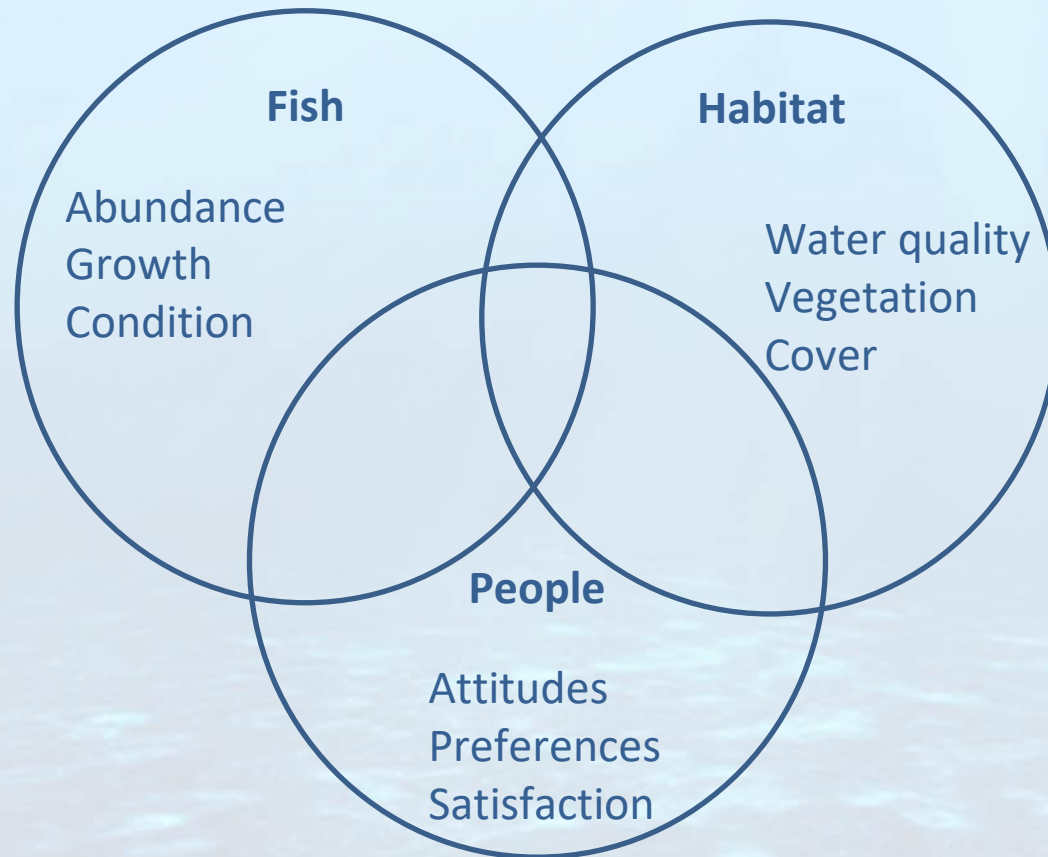 Fish
Abundance
Growth
Condition
Habitat
Water quality
Vegetation
Cover
People
Attitudes
Preferences
Satisfaction